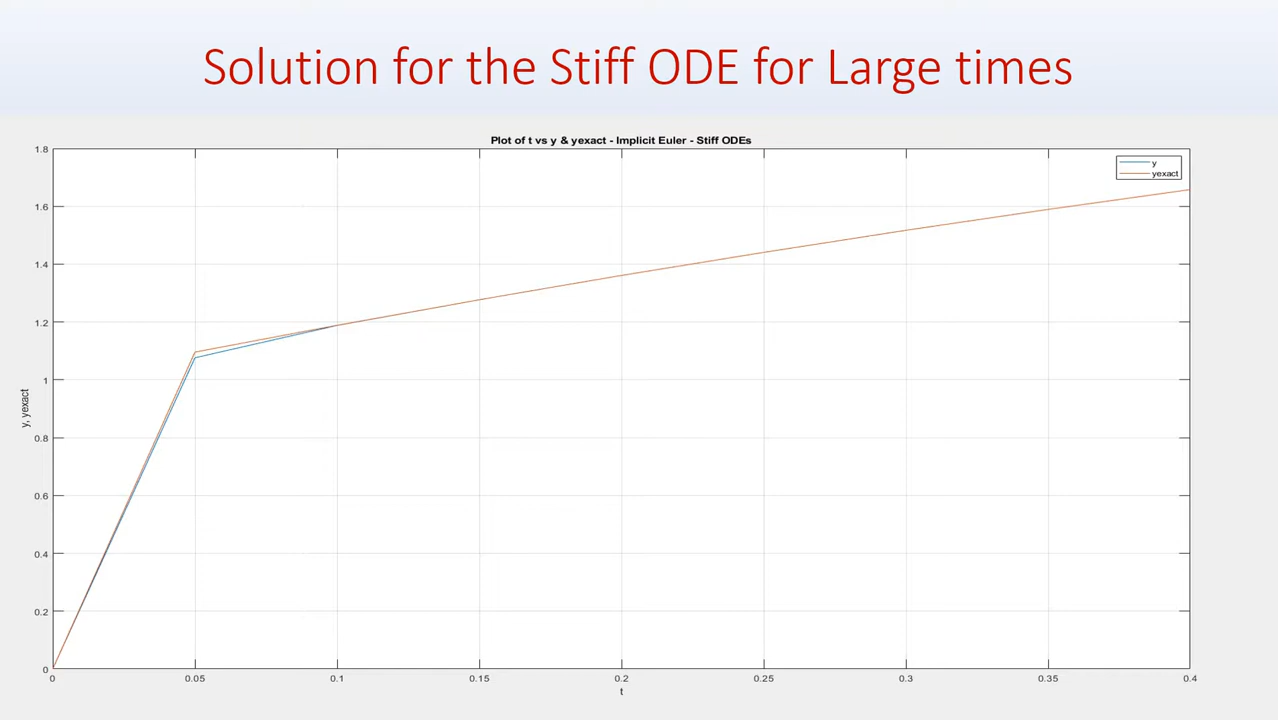 Solution for the Stiff ODE for Large times
Plot of t vs y & yexact - Implicit Euler - Stiff ODEs
y
yexact
1.8
1.6
1.4
1.2
1
0.8
0.6
0.4
0.2
0
y, yexact
0 0.05 0.1 0.15 0.2 0.25 0.3 0.35 0.4
t